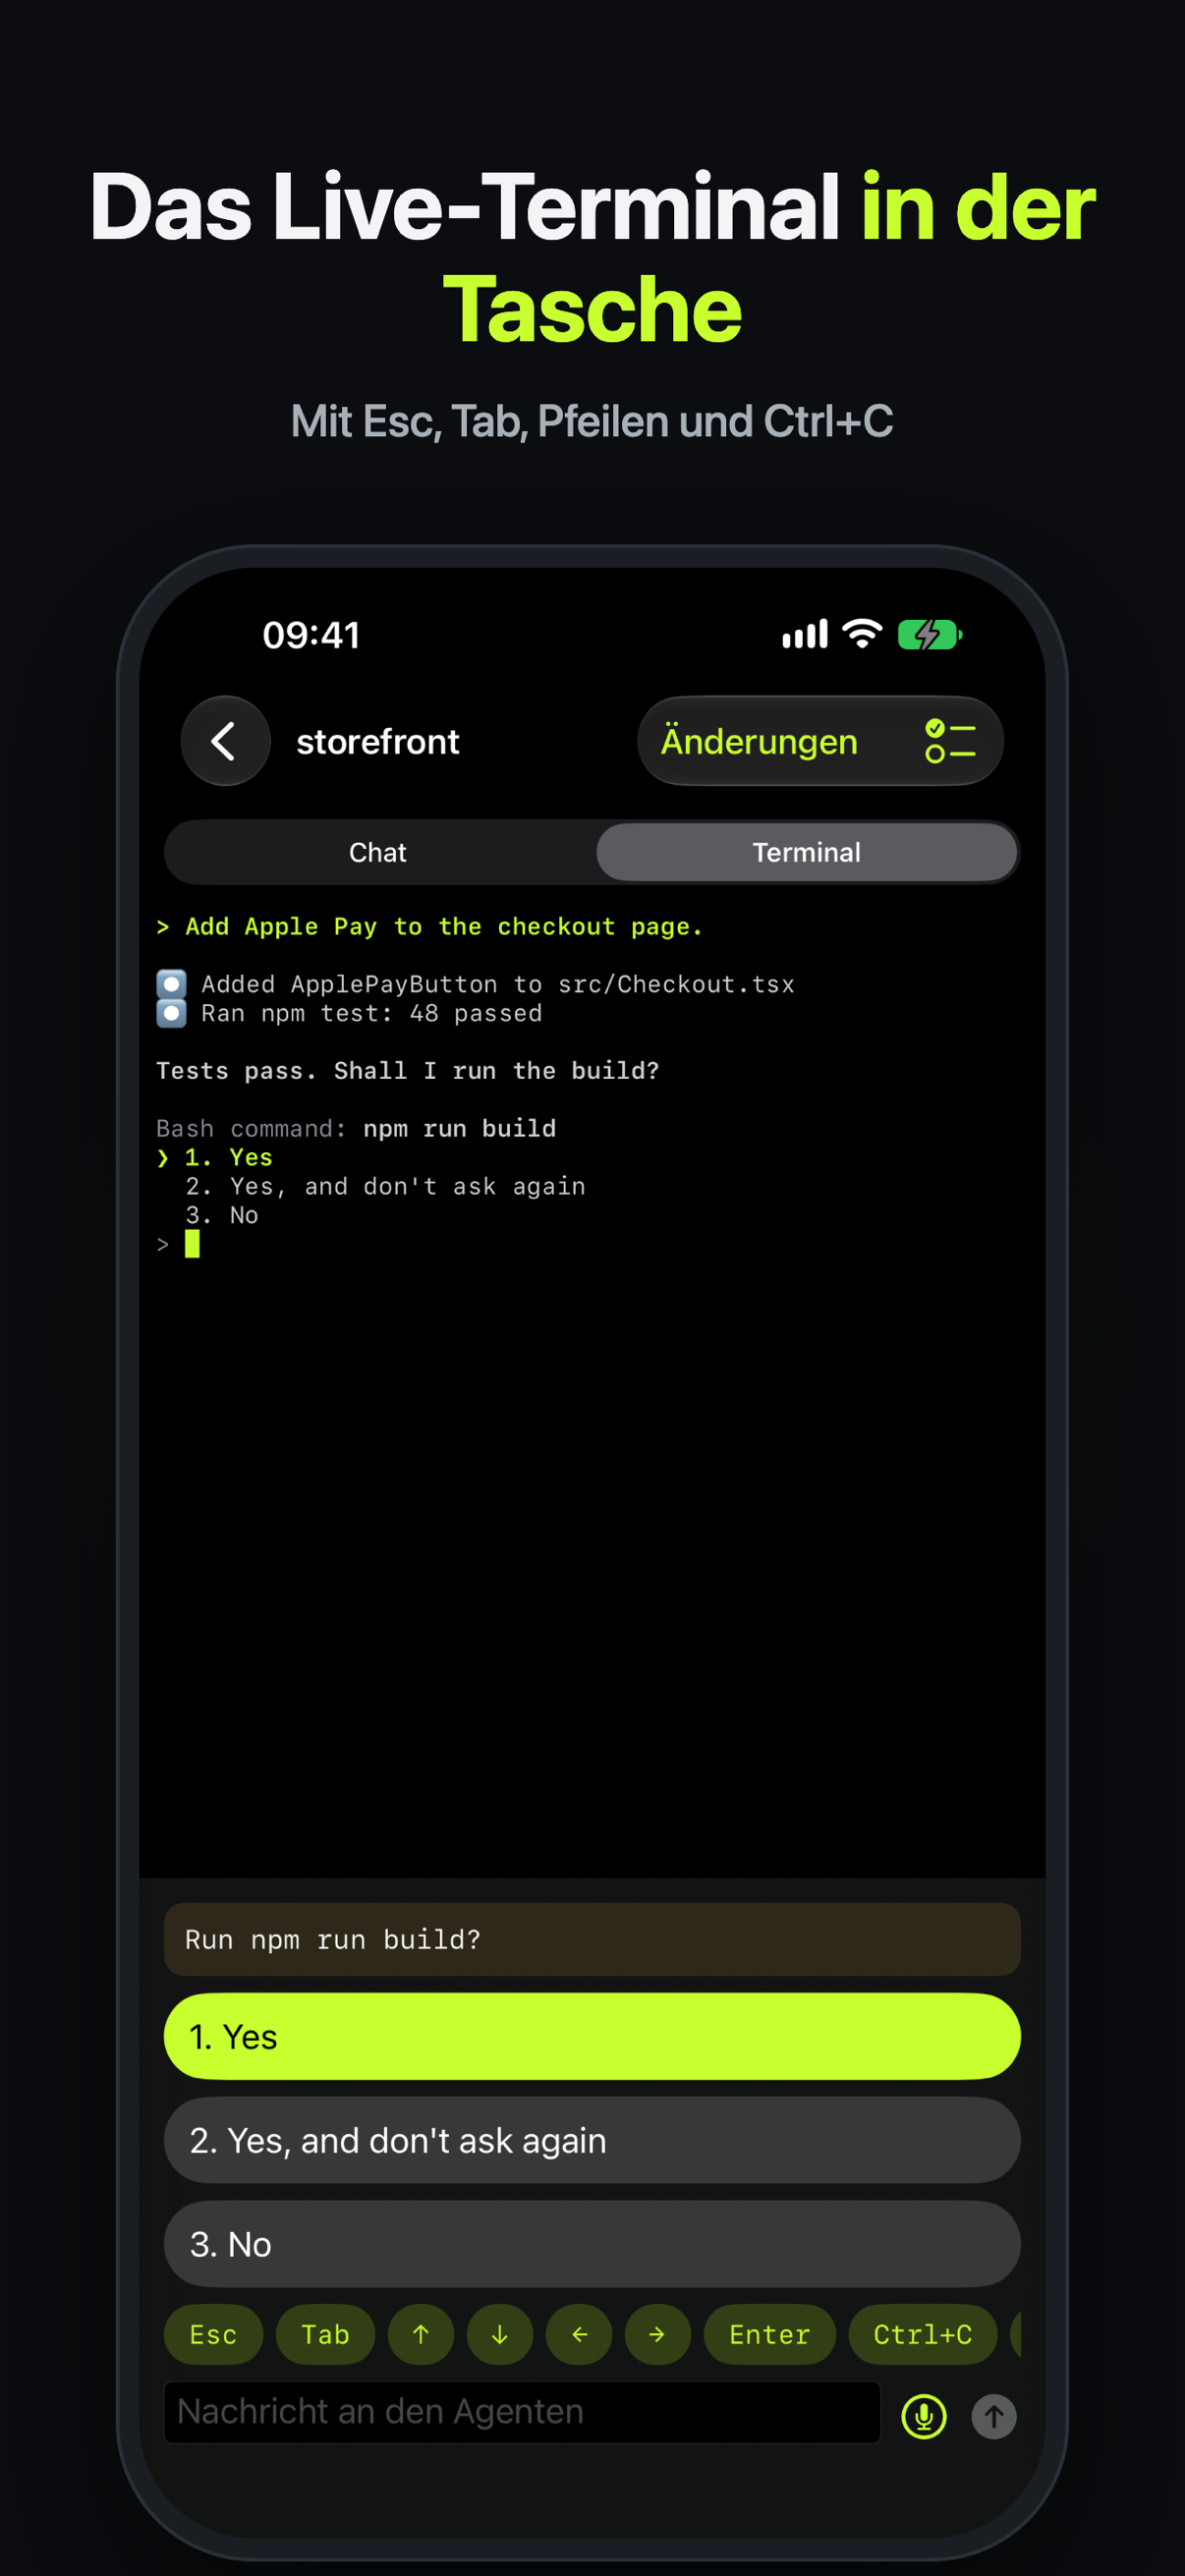 Das Live-Terminal in der
Tasche
Mit Esc, Tab, Pfeilen und Ctrl+C
09:41
storefront
Änderungen
Chat
Terminal
> Add Apple Pay to the checkout page.
Added ApplePayButton to src/Checkout.tsx
Ran npm test: 48 passed
Tests pass. Shall I run the build?
Bash command: npm run build
❯ 1. Yes
2. Yes, and don't ask again
3. No
>
Run npm run build?
1. Yes
2. Yes, and don't ask again
3. No
Esc Tab ↑ ↓ ← → Enter Ctrl+C
Nachricht an den Agenten